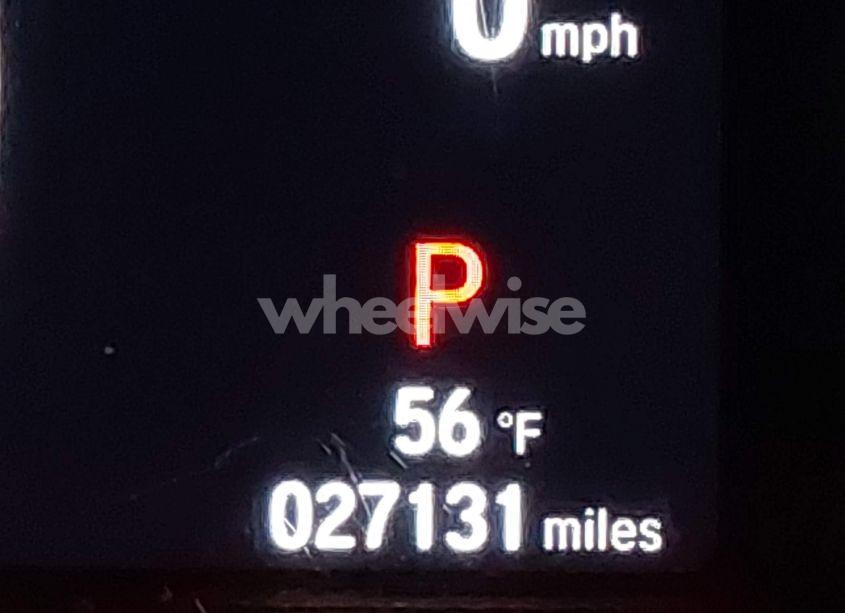 0 mph
P
wheelwise
56 °F
027131 miles